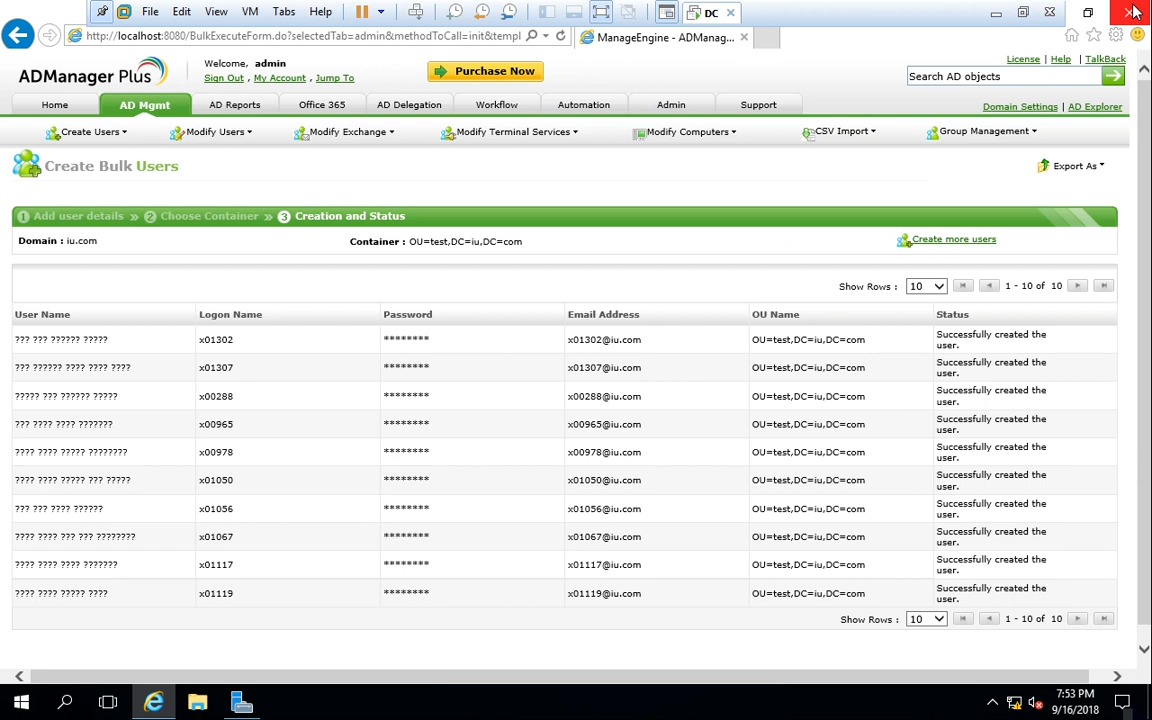 File Edit View VM Tabs Help DC
http://localhost:8080/BulkExecuteForm.do?selectedTab=admin&methodToCall=init&templ ManageEngine - ADManag...
License | Help | TalkBack
ADManager Plus
Welcome, admin
Sign Out , My Account , Jump To
Purchase Now
Search AD objects
Home AD Mgmt AD Reports Office 365 AD Delegation Workflow Automation Admin Support
Domain Settings | AD Explorer
Create Users Modify Users Modify Exchange Modify Terminal Services Modify Computers CSV Import Group Management
Create Bulk Users
Export As
1 Add user details » 2 Choose Container » 3 Creation and Status
Domain : iu.com Container : OU=test,DC=iu,DC=com Create more users
Show Rows : 10 1 - 10 of 10
User Name Logon Name Password Email Address OU Name Status
??? ??? ?????? ????? x01302 ******** x01302@iu.com OU=test,DC=iu,DC=com Successfully created the user.
??? ?????? ???? ???? ???? x01307 ******** x01307@iu.com OU=test,DC=iu,DC=com Successfully created the user.
????? ??? ?????? ????? x00288 ******** x00288@iu.com OU=test,DC=iu,DC=com Successfully created the user.
??? ???? ???? ??????? x00965 ******** x00965@iu.com OU=test,DC=iu,DC=com Successfully created the user.
???? ???? ????? ???????? x00978 ******** x00978@iu.com OU=test,DC=iu,DC=com Successfully created the user.
???? ???? ????? ??? ????? x01050 ******** x01050@iu.com OU=test,DC=iu,DC=com Successfully created the user.
??? ??? ???? ?????? x01056 ******** x01056@iu.com OU=test,DC=iu,DC=com Successfully created the user.
???? ???? ??? ??? ???????? x01067 ******** x01067@iu.com OU=test,DC=iu,DC=com Successfully created the user.
???? ???? ???? ??????? x01117 ******** x01117@iu.com OU=test,DC=iu,DC=com Successfully created the user.
???? ???? ????? ???? x01119 ******** x01119@iu.com OU=test,DC=iu,DC=com Successfully created the user.
Show Rows : 10 1 - 10 of 10
7:53 PM
9/16/2018